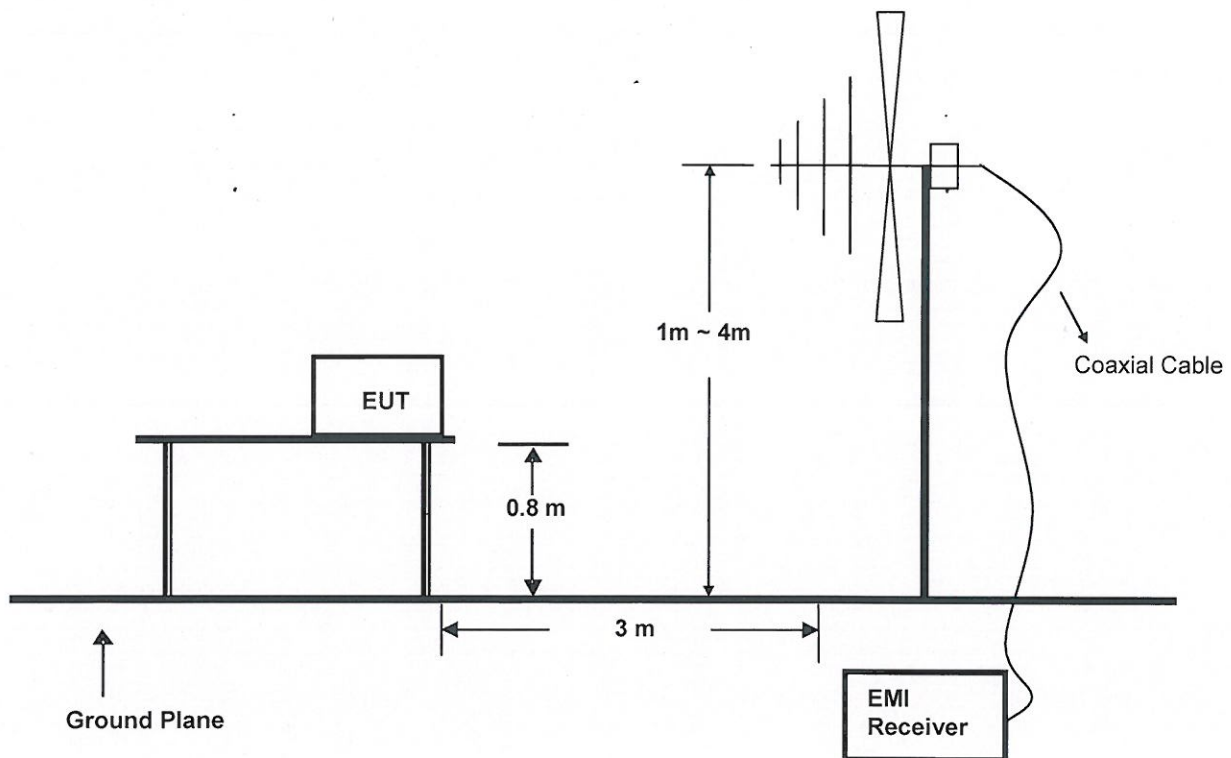 1m ~ 4m
Coaxial Cable
EUT
0.8 m
3 m
Ground Plane
EMI
Receiver